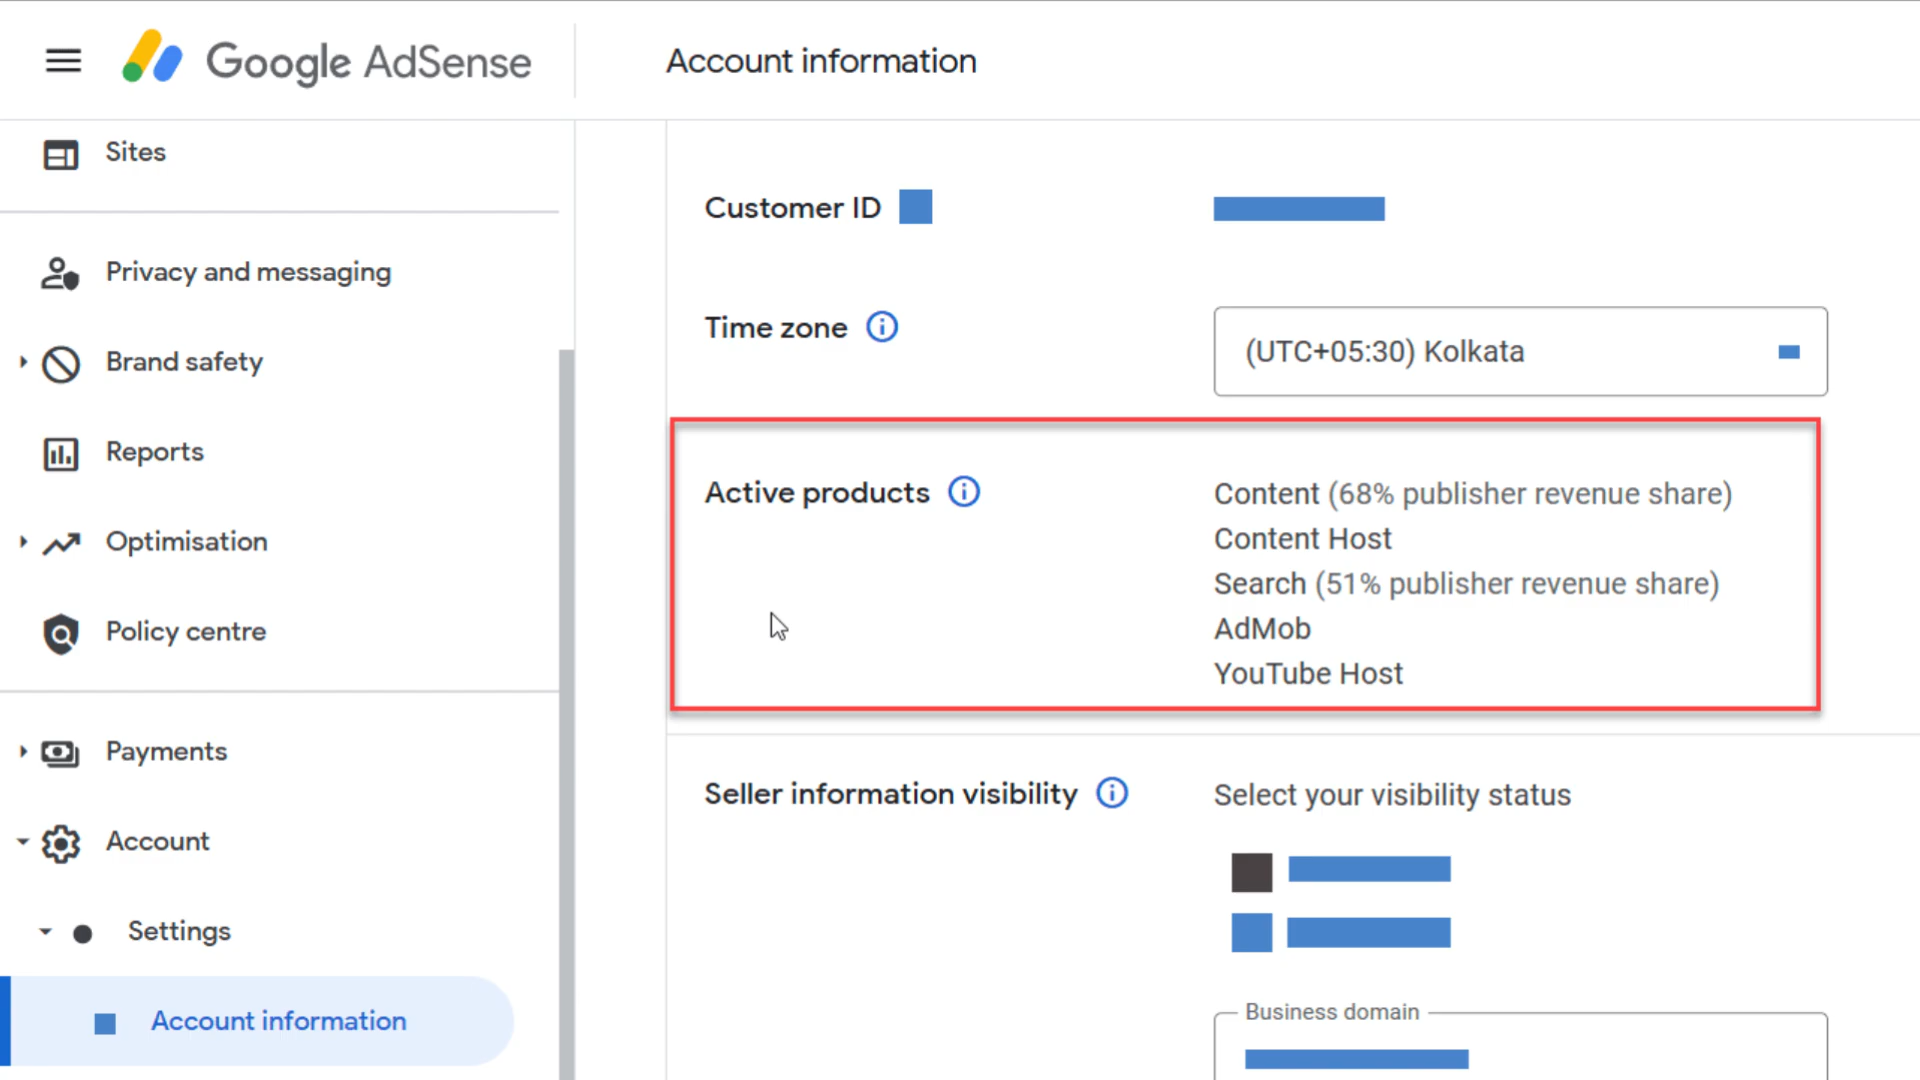 Google AdSense
Account information
Sites
Privacy and messaging
Brand safety
Reports
Optimisation
Policy centre
Payments
Account
Settings
Account information
Customer ID
Time zone
(UTC+05:30) Kolkata
Active products
Content (68% publisher revenue share)
Content Host
Search (51% publisher revenue share)
AdMob
YouTube Host
Seller information visibility
Select your visibility status
Business domain